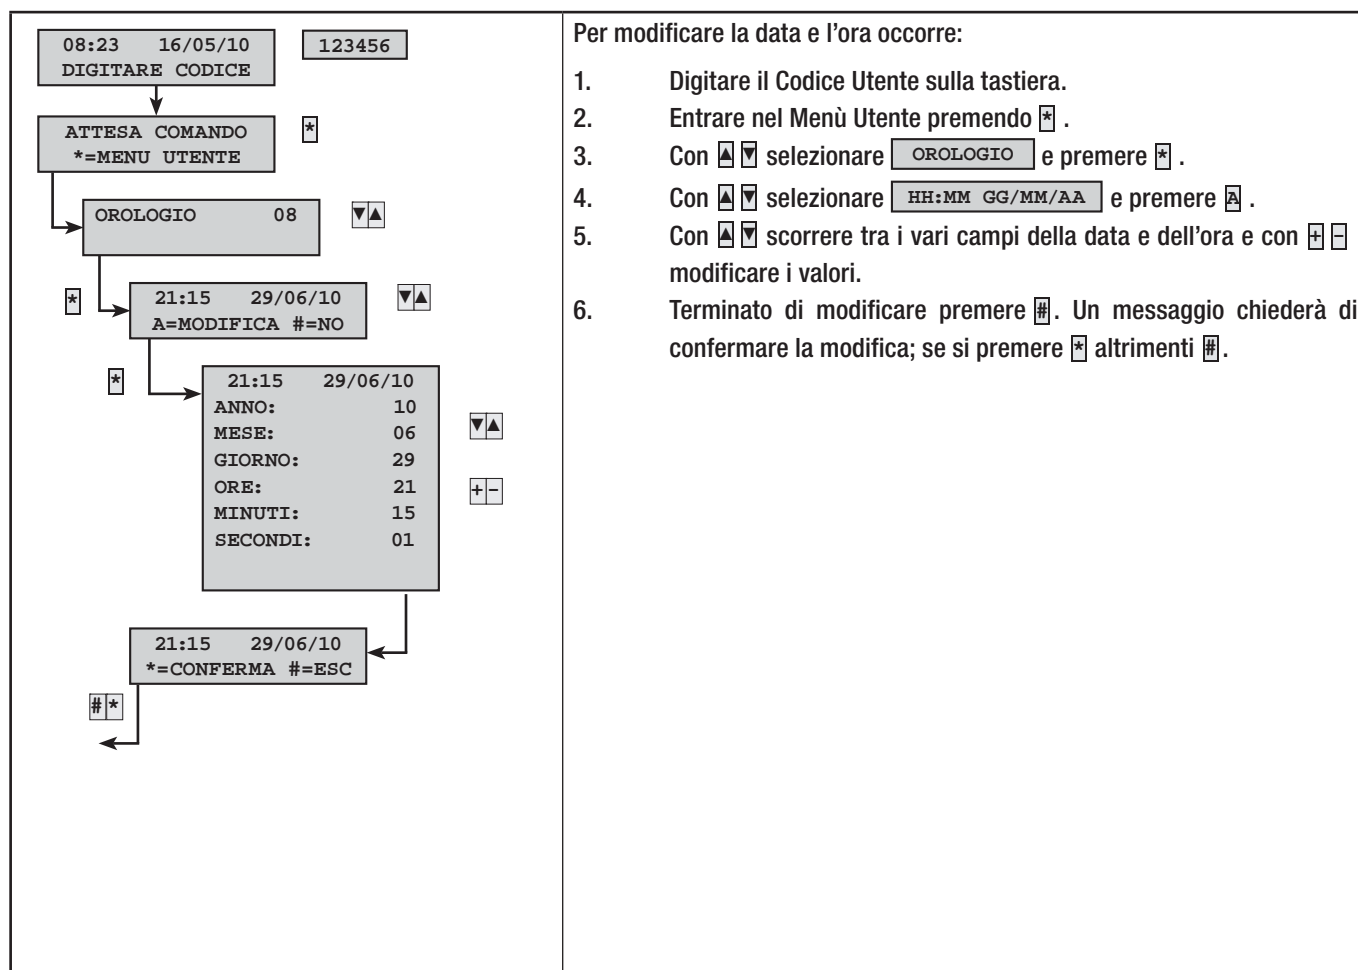 08:23 16/05/10
DIGITARE CODICE
123456
ATTESA COMANDO
*=MENU UTENTE
*
OROLOGIO 08
▼▲
*
21:15 29/06/10
A=MODIFICA #=NO
▼▲
*
21:15 29/06/10
ANNO: 10
MESE: 06
GIORNO: 29
ORE: 21
MINUTI: 15
SECONDI: 01
▼▲
+-
21:15 29/06/10
*=CONFERMA #=ESC
#*
Per modificare la data e l'ora occorre:
1. Digitare il Codice Utente sulla tastiera.
2. Entrare nel Menù Utente premendo * .
3. Con ▲ ▼ selezionare OROLOGIO e premere * .
4. Con ▲ ▼ selezionare HH:MM GG/MM/AA e premere A .
5. Con ▲ ▼ scorrere tra i vari campi della data e dell'ora e con + -
modificare i valori.
6. Terminato di modificare premere #. Un messaggio chiederà di
confermare la modifica; se si premere * altrimenti #.